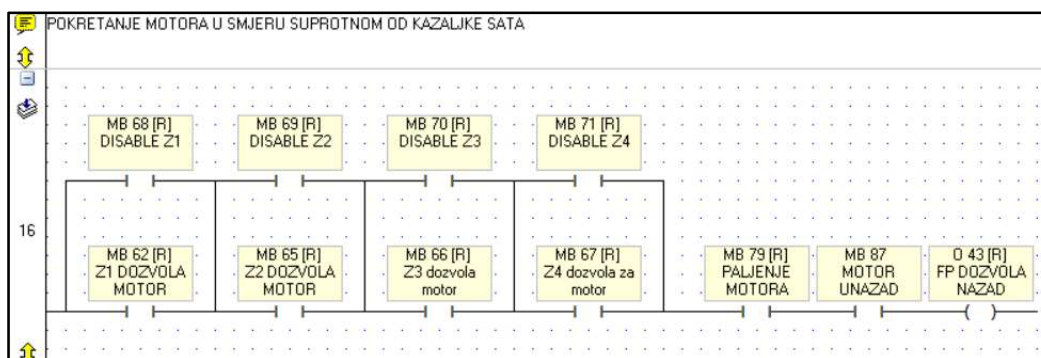 POKRETANJE MOTORA U SMJERU SUPROTNOM OD KAZALJKE SATA
MB 68 [R]
DISABLE Z1
MB 69 [R]
DISABLE Z2
MB 70 [R]
DISABLE Z3
MB 71 [R]
DISABLE Z4
16
MB 62 [R]
Z1 DOZVOLA
MOTOR
MB 65 [R]
Z2 DOZVOLA
MOTOR
MB 66 [R]
Z3 dozvola
motor
MB 67 [R]
Z4 dozvola za
motor
MB 79 [R]
PALJENJE
MOTORA
MB 87
MOTOR
UNAZAD
O 43 [R]
FP DOZVOLA
NAZAD